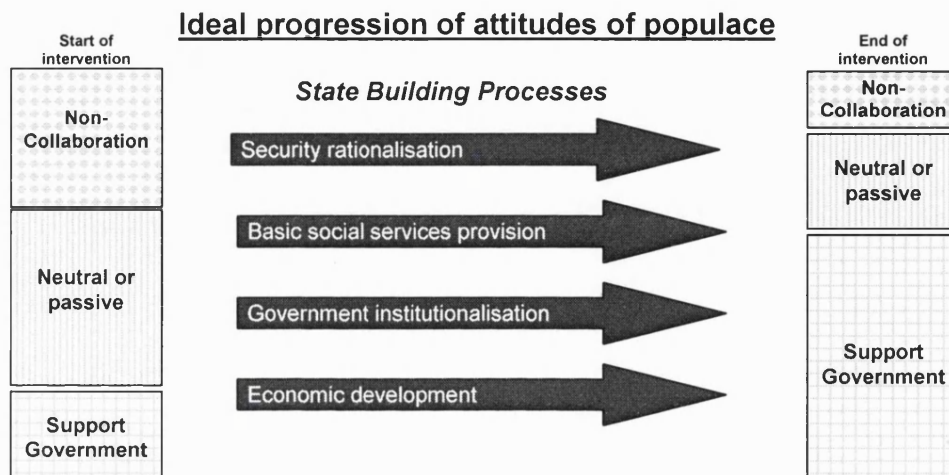 Ideal progression of attitudes of populace
Start of
intervention
Non-
Collaboration
Neutral or
passive
Support
Government
State Building Processes
Security rationalisation
Basic social services provision
Government institutionalisation
Economic development
End of
intervention
Non-
Collaboration
Neutral or
passive
Support
Government